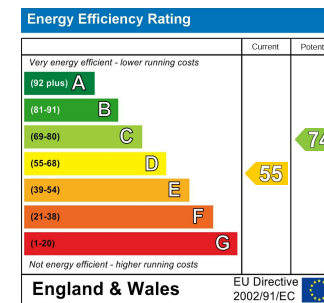 Energy Efficiency Rating
Current Potent
Very energy efficient - lower running costs
(92 plus) A
(81-91) B
(69-80) C
74
(55-68) D
55
(39-54) E
(21-38) F
(1-20) G
Not energy efficient - higher running costs
England & Wales
EU Directive
2002/91/EC